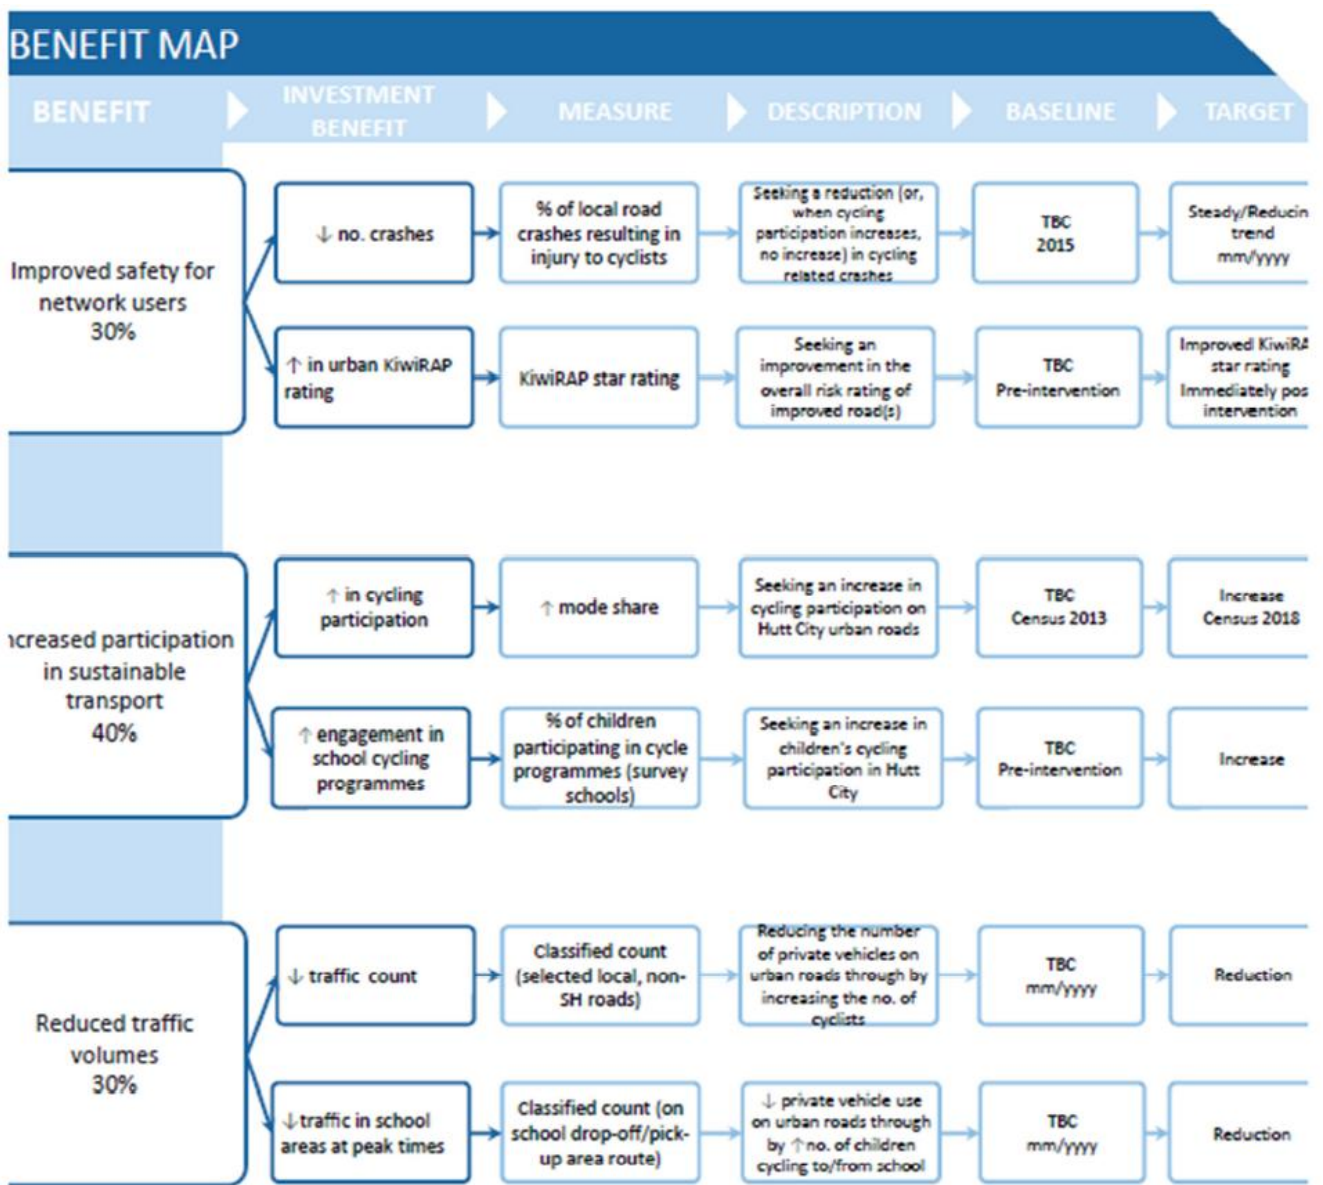 BENEFIT MAP
BENEFIT
INVESTMENT
BENEFIT
MEASURE
DESCRIPTION
BASELINE
TARGET
Improved safety for
network users
30%
↓ no. crashes
% of local road
crashes resulting in
injury to cyclists
Seeking a reduction (or,
when cycling
participation increases,
no increase) in cycling
related crashes
TBC
2015
Steady/Reducin
trend
mm/yyyy
↑ in urban KiwiRAP
rating
KiwiRAP star rating
Seeking an
improvement in the
overall risk rating of
improved road(s)
TBC
Pre-intervention
Improved KiwiRA
star rating
Immediately pos
intervention
ncreased participation
in sustainable
transport
40%
↑ in cycling
participation
↑ mode share
Seeking an increase in
cycling participation on
Hutt City urban roads
TBC
Census 2013
Increase
Census 2018
↑ engagement in
school cycling
programmes
% of children
participating in cycle
programmes (survey
schools)
Seeking an increase in
children's cycling
participation in Hutt
City
TBC
Pre-intervention
Increase
Reduced traffic
volumes
30%
↓ traffic count
Classified count
(selected local, non-
SH roads)
Reducing the number
of private vehicles on
urban roads through by
increasing the no. of
cyclists
TBC
mm/yyyy
Reduction
↓traffic in school
areas at peak times
Classified count (on
school drop-off/pick-
up area route)
↓ private vehicle use
on urban roads through
by ↑no. of children
cycling to/from school
TBC
mm/yyyy
Reduction